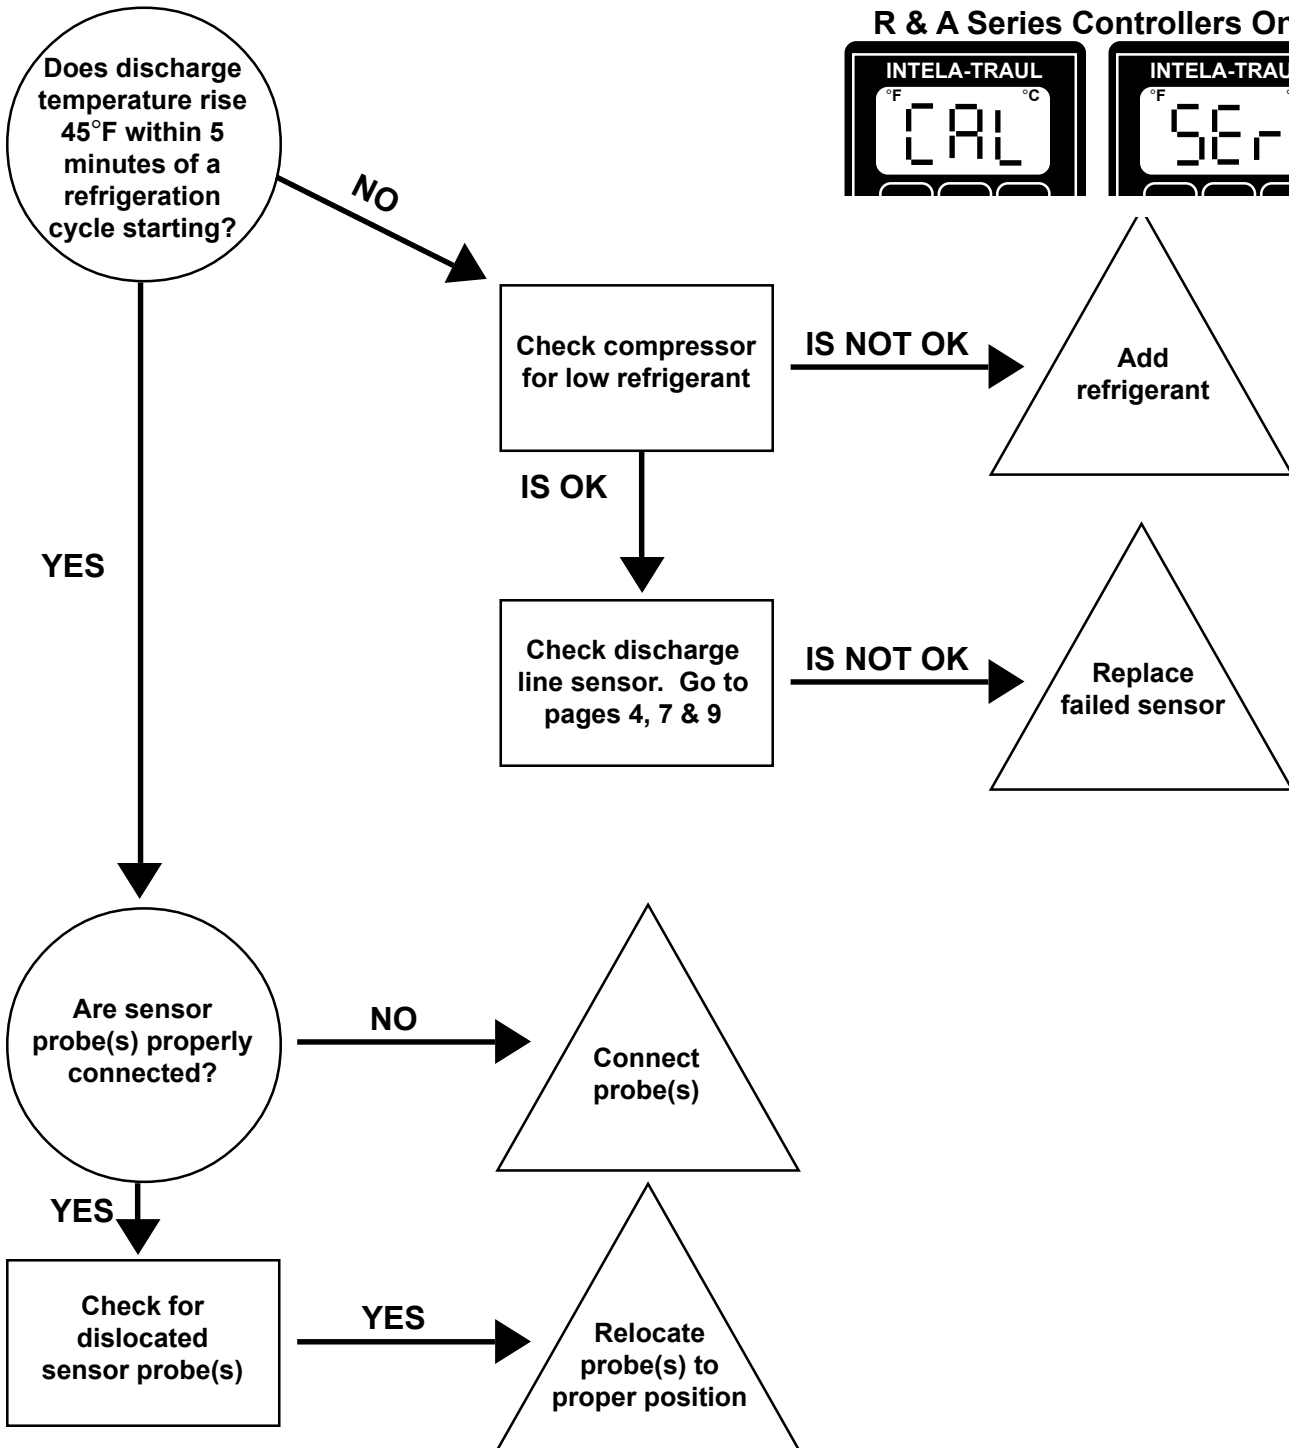 R & A Series Controllers On
INTELA-TRAUL
°F
°C
CAL
INTELA-TRAU
°F
SEr
Does discharge
temperature rise
45°F within 5
minutes of a
refrigeration
cycle starting?
NO
Check compressor
for low refrigerant
IS NOT OK
Add
refrigerant
IS OK
YES
Check discharge
line sensor. Go to
pages 4, 7 & 9
IS NOT OK
Replace
failed sensor
Are sensor
probe(s) properly
connected?
NO
Connect
probe(s)
YES
Check for
dislocated
sensor probe(s)
YES
Relocate
probe(s) to
proper position